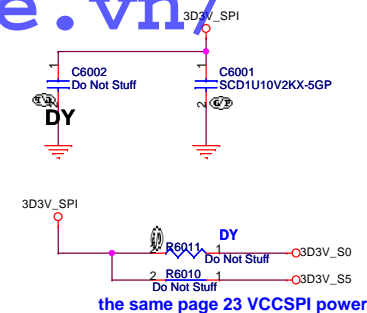 e.vn/
3D3V_SPI
1
C6002
Do Not Stuff
2
DY
1
C6001
SCD1U10V2KX-5GP
2
3D3V_SPI
DY
2 R6011 1
Do Not Stuff
3D3V_S0
2 R6010 1
Do Not Stuff
3D3V_S5
the same page 23 VCCSPI power